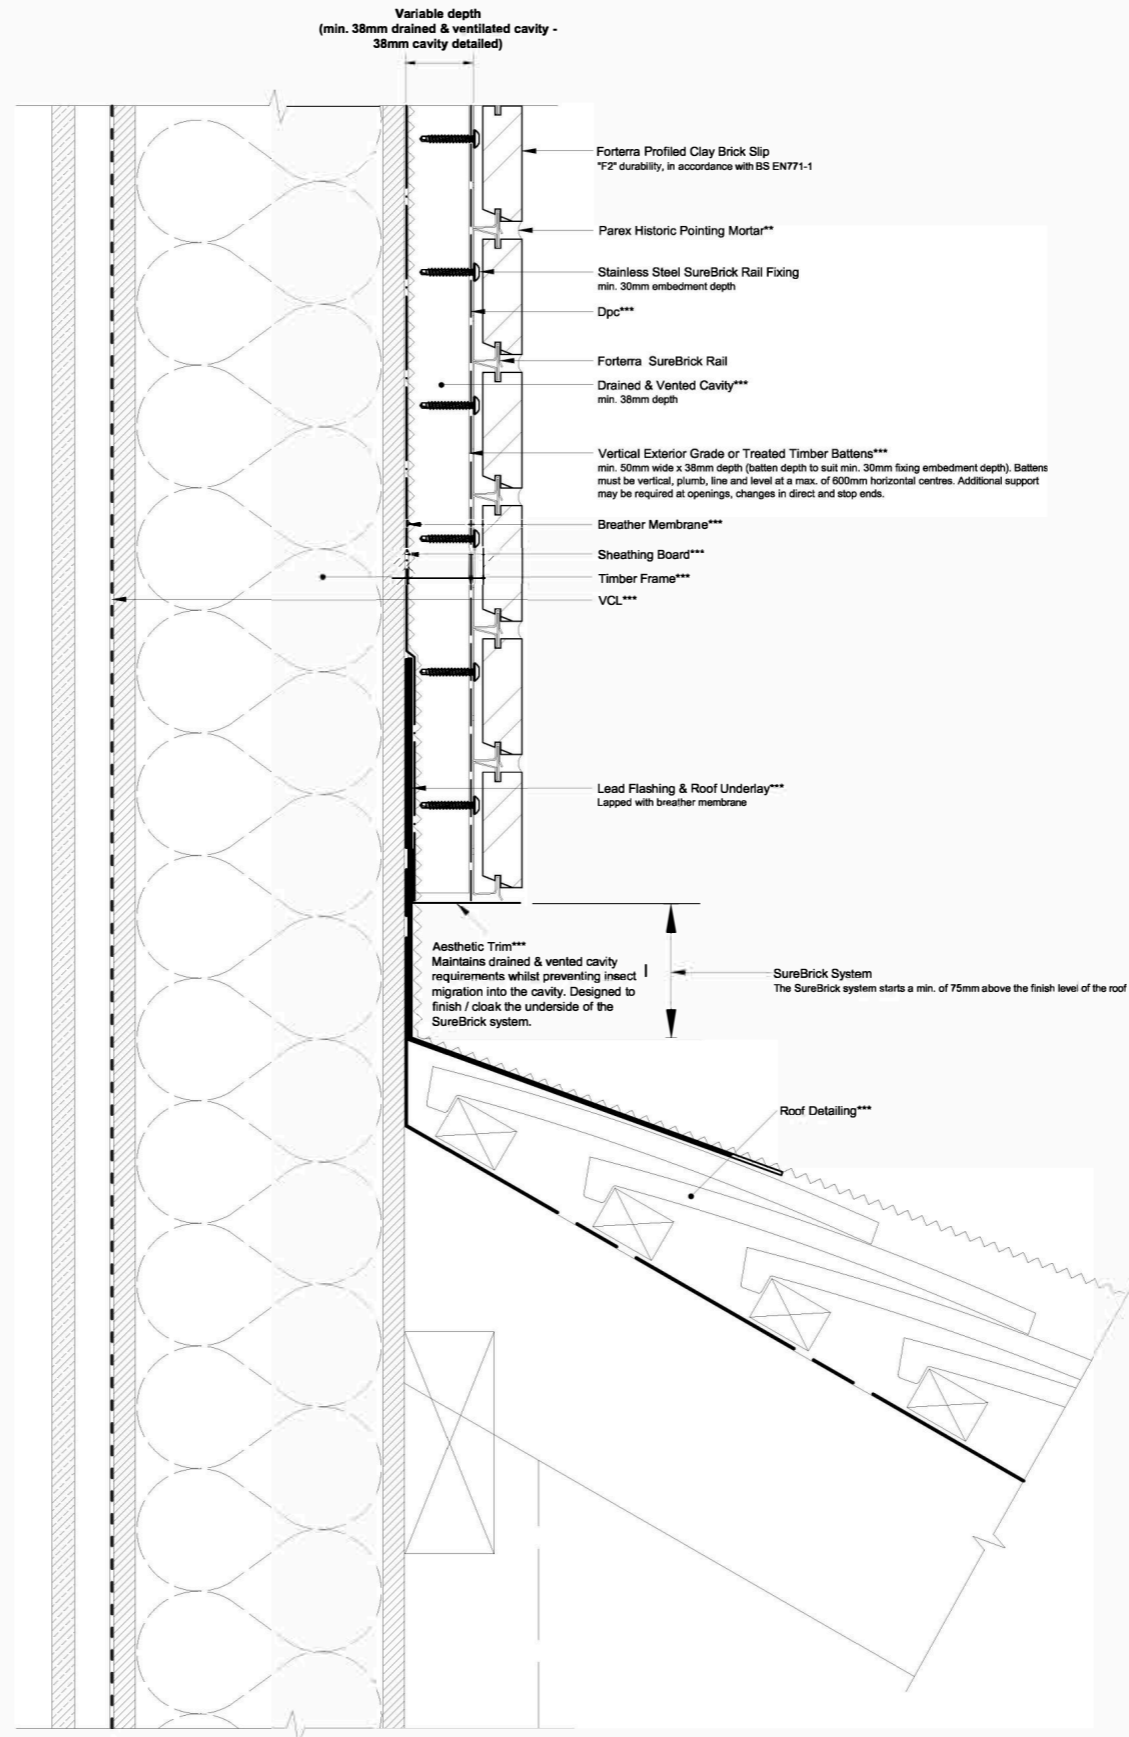 Variable depth
(min. 38mm drained & ventilated cavity -
38mm cavity detailed)
Forterra Profiled Clay Brick Slip
"F2" durability, in accordance with BS EN771-1
Parex Historic Pointing Mortar**
Stainless Steel SureBrick Rail Fixing
min. 30mm embedment depth
Dpc***
Forterra SureBrick Rail
Drained & Vented Cavity***
min. 38mm depth
Vertical Exterior Grade or Treated Timber Battens***
min. 50mm wide x 38mm depth (batten depth to suit min. 30mm fixing embedment depth). Battens
must be vertical, plumb, line and level at a max. of 600mm horizontal centres. Additional support
may be required at openings, changes in direct and stop ends.
Breather Membrane***
Sheathing Board***
Timber Frame***
VCL***
Lead Flashing & Roof Underlay***
Lapped with breather membrane
Aesthetic Trim***
Maintains drained & vented cavity
requirements whilst preventing insect
migration into the cavity. Designed to
finish / cloak the underside of the
SureBrick system.
SureBrick System
The SureBrick system starts a min. of 75mm above the finish level of the roof
Roof Detailing***